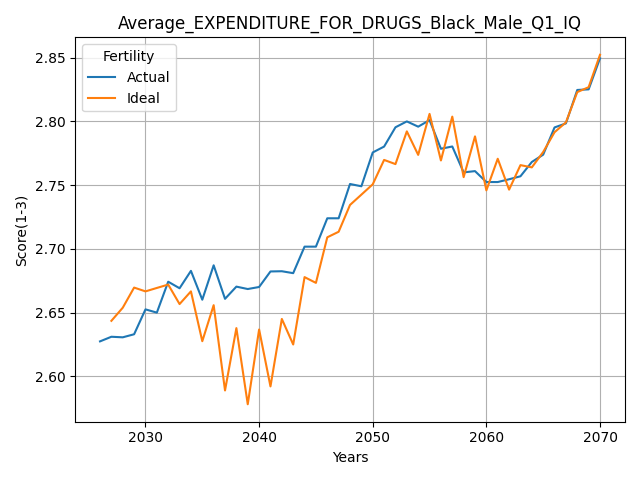 Average_EXPENDITURE_FOR_DRUGS_Black_Male_Q1_IQ
Fertility
Actual
Ideal
Score(1-3)
2.85
2.80
2.75
2.70
2.65
2.60
2030
2040
2050
2060
2070
Years